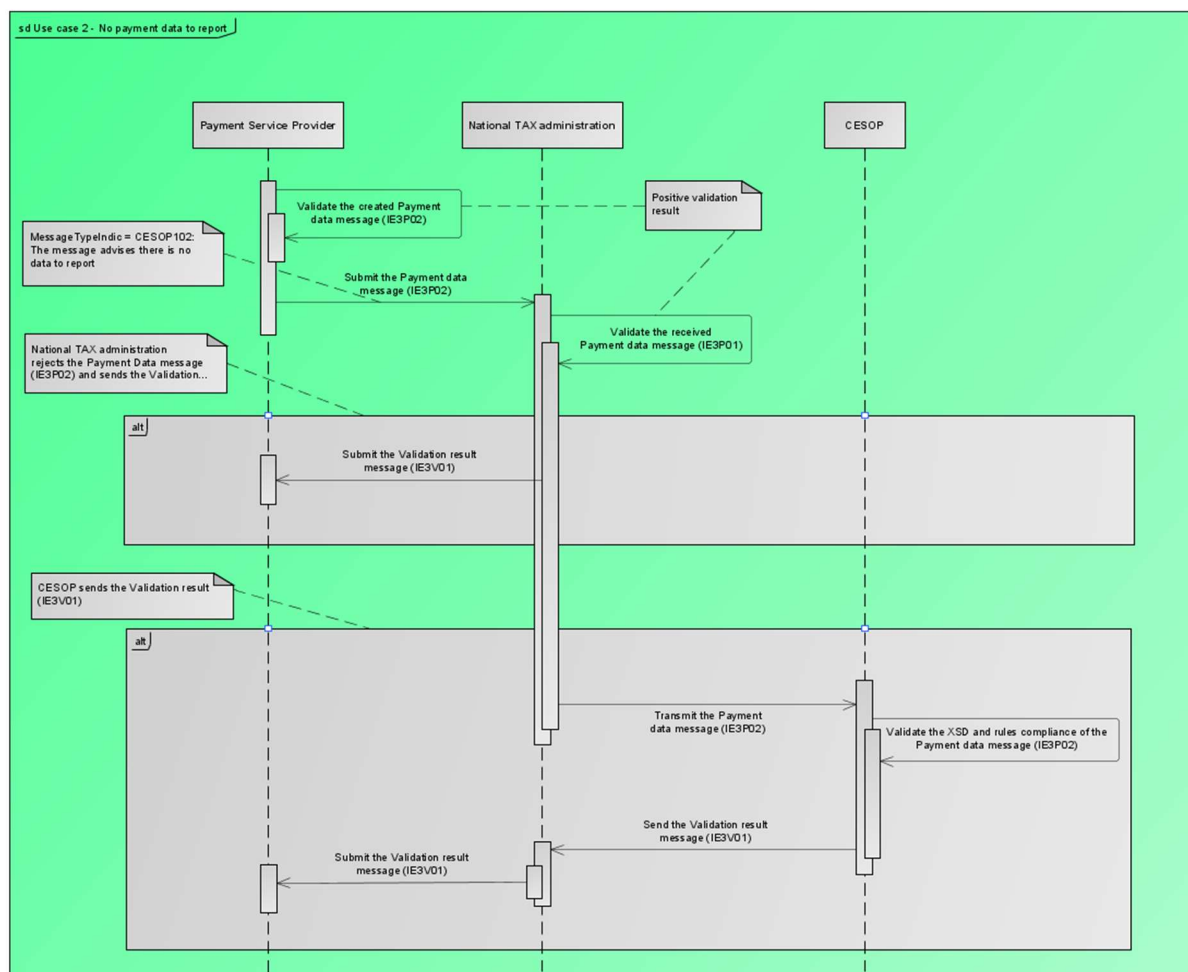 sd Use case 2 - No payment data to report
Payment Service Provider
National TAX administration
CESOP
Validate the created Payment
data message (IE3P02)
Positive validation
result
MessageTypeIndic = CESOP102:
The message advises there is no
data to report
Submit the Payment data
message (IE3P02)
Validate the received
Payment data message (IE3P01)
National TAX administration
rejects the Payment Data message
(IE3P02) and sends the Validation...
alt
Submit the Validation result
message (IE3V01)
CESOP sends the Validation result
(IE3V01)
alt
Transmit the Payment
data message (IE3P02)
Validate the XSD and rules compliance of the
Payment data message (IE3P02)
Send the Validation result
message (IE3V01)
Submit the Validation result
message (IE3V01)